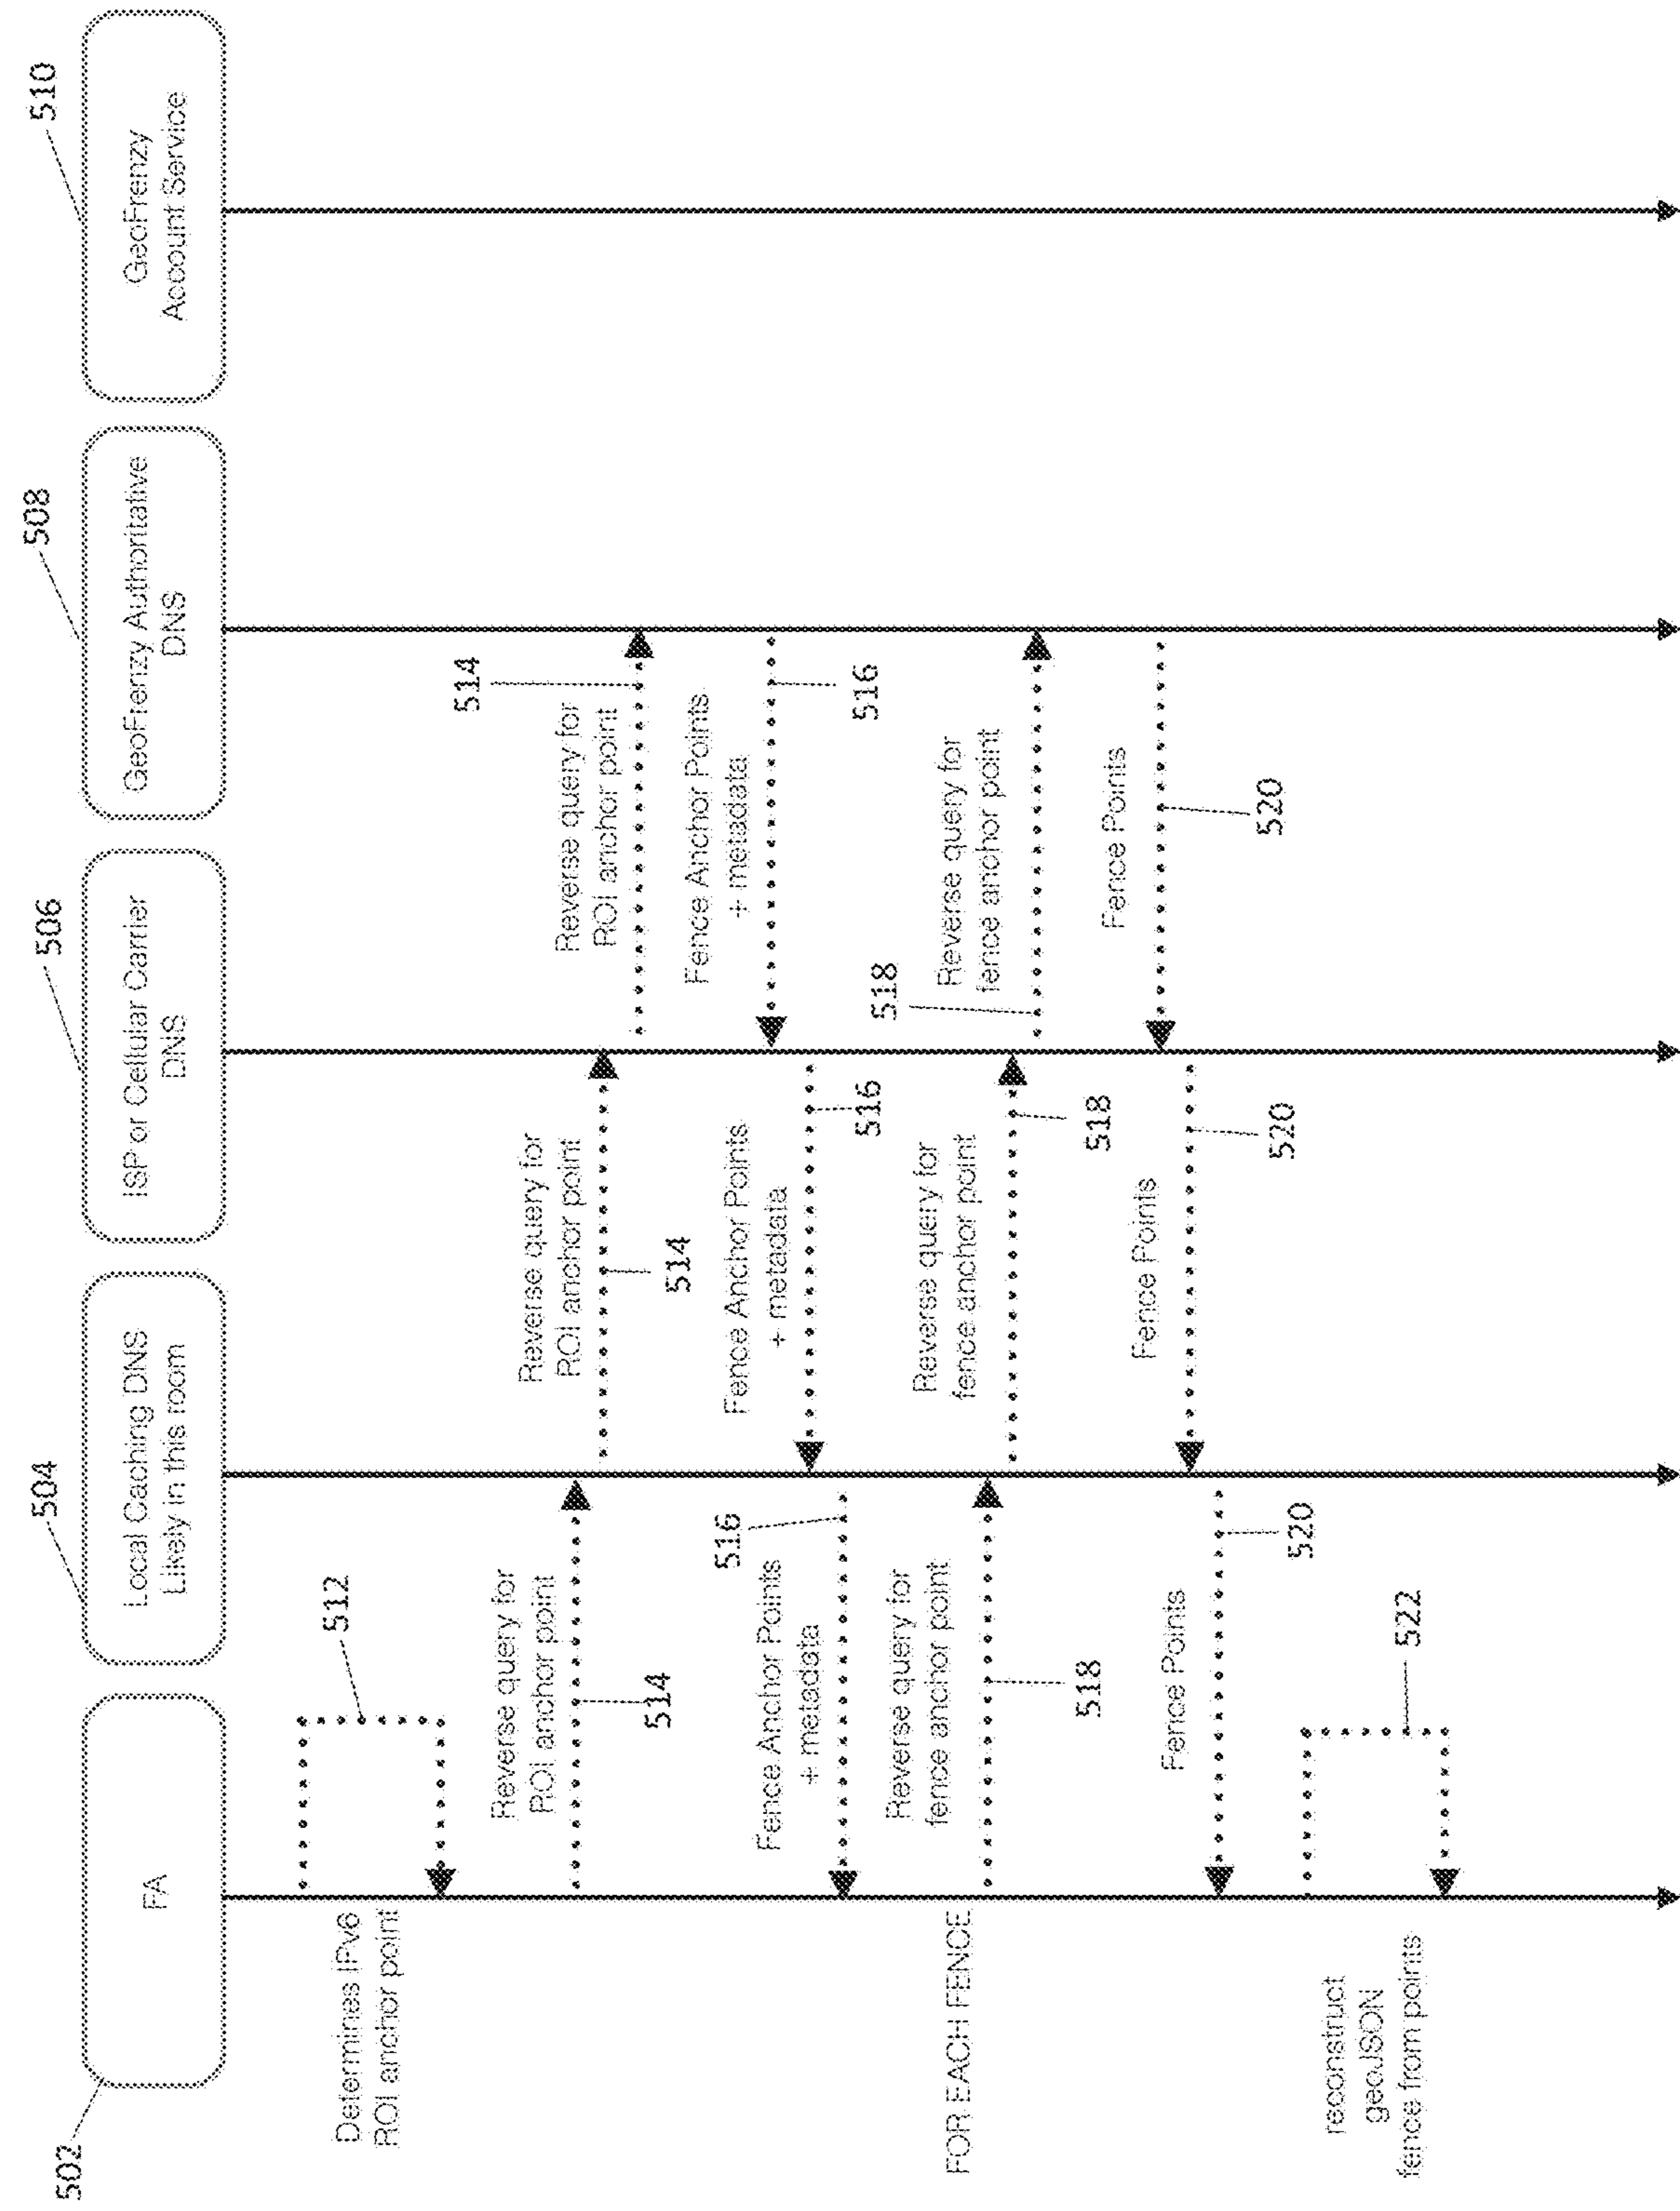 502
504
506
508
510
FA
Local Caching DNS
Likely in this room
ISP or Cellular Carrier
DNS
GeoFrenzy Authoritative
DNS
GeoFrenzy
Account Service
Determines IPv6
ROI anchor point
512
Reverse query for
ROI anchor point
514
Reverse query for
ROI anchor point
514
Reverse query for
ROI anchor point
514
Fence Anchor Points
+ metadata
516
Fence Anchor Points
+ metadata
516
Fence Anchor Points
+ metadata
516
FOR EACH FENCE
Reverse query for
fence anchor point
518
Reverse query for
fence anchor point
518
Reverse query for
fence anchor point
518
Fence Points
520
Fence Points
520
Fence Points
520
reconstruct
geoJSON
fence from points
522